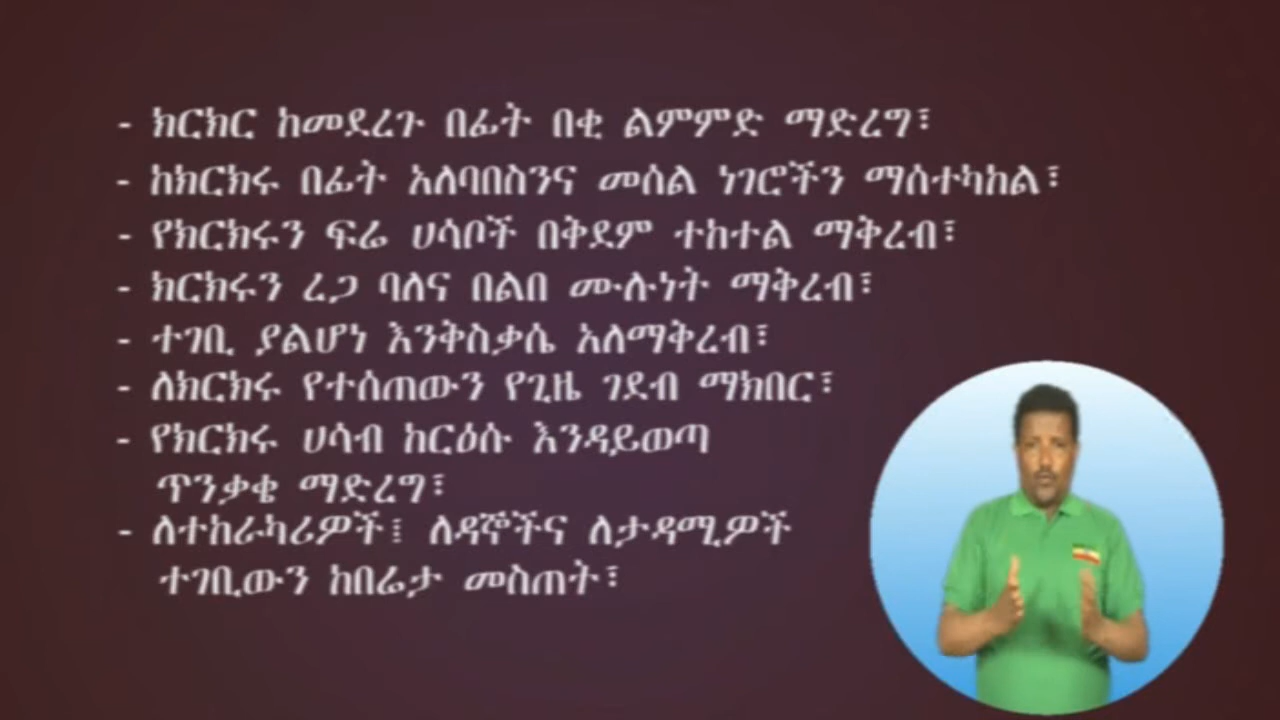 - ክርክር ከመደረጉ በፊት በቂ ልምምድ ማድረግ፣
- ከክርክሩ በፊት አለባበስንና መሰል ነገሮችን ማስተካከል፣
- የክርክሩን ፍሬ ሀሳቦች በቅደም ተከተል ማቅረብ፣
- ክርክሩን ረጋ ባለና በልበ ሙሉነት ማቅረብ፣
- ተገቢ ያልሆነ እንቅስቃሴ አለማቅረብ፣
- ለክርክሩ የተሰጠውን የጊዜ ገደብ ማክበር፣
- የክርክሩ ሀሳብ ከርዕሱ እንዳይወጣ
ጥንቃቄ ማድረግ፣
- ለተከራካሪዎች፤ ለዳኞችና ለታዳሚዎች
ተገቢውን ከበሬታ መስጠት፣